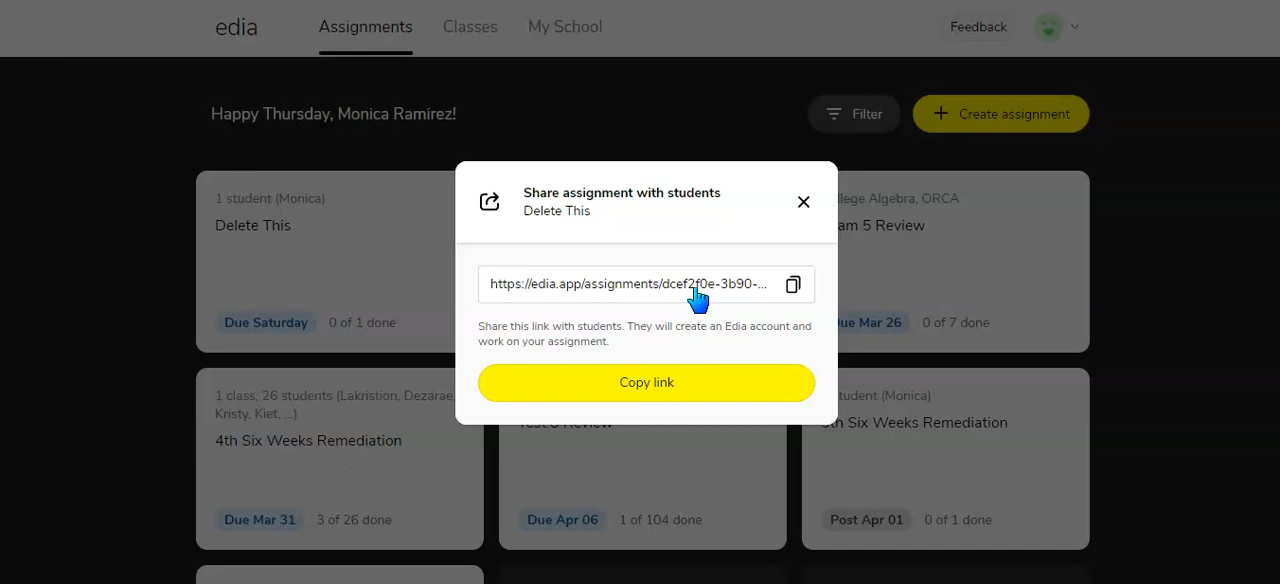 edia
Assignments
Classes
My School
Feedback
Happy Thursday, Monica Ramirez!
Filter
Create assignment
Share assignment with students
Delete This
https://edia.app/assignments/dcef2f0e-3b90-...
Share this link with students. They will create an Edia account and
work on your assignment.
Copy link
1 student (Monica)
Delete This
Due Saturday
0 of 1 done
llege Algebra, ORCA
am 5 Review
ue Mar 26
0 of 7 done
1 class, 26 students (Lakristion, Dezarae,
Kristy, Kiet, ...)
4th Six Weeks Remediation
Due Mar 31
3 of 26 done
Review
Due Apr 06
1 of 104 done
tudent (Monica)
th Six Weeks Remediation
Post Apr 01
0 of 1 done